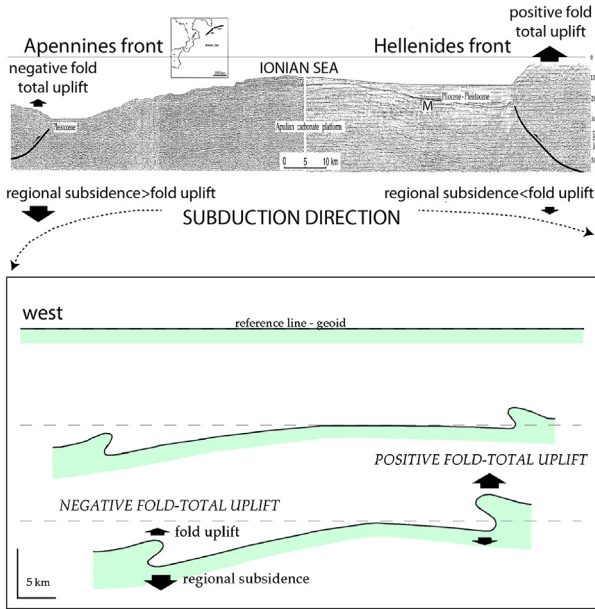 positive fold
total uplift
Apennines front
Hellenides front
negative fold
total uplift
IONIAN SEA
0
10
M
Pliocene - Pleistocene
Apulian carbonate platform
0 5 10 km
regional subsidence>fold uplift
regional subsidence<fold uplift
SUBDUCTION DIRECTION
west
reference line - geoid
POSITIVE FOLD-TOTAL UPLIFT
NEGATIVE FOLD-TOTAL UPLIFT
fold uplift
regional subsidence
5 km